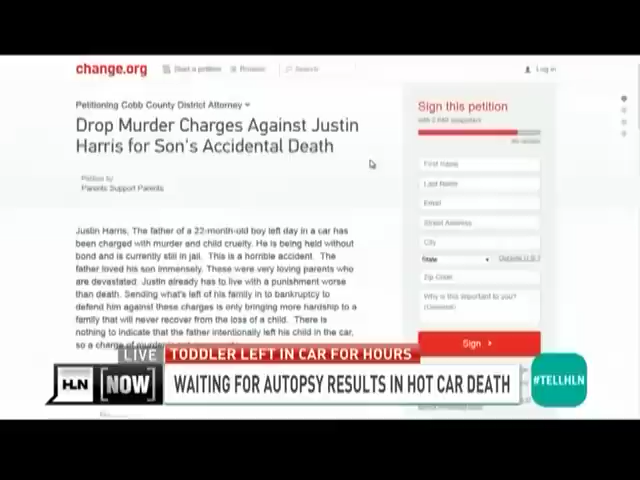 change.org
Start a petition
Browse
Search
Log in
Petitioning Cobb County District Attorney
Drop Murder Charges Against Justin
Harris for Son's Accidental Death
Petition by
Parents Support Parents
Justin Harris, The father of a 22-month-old boy left day in a car has
been charged with murder and child cruelty. He is being held without
bond and is currently still in jail. This is a horrible accident. The
father loved his son immensely. These were very loving parents who
are devastated. Justin already has to live with a punishment worse
than death. Sending what's left of his family in to bankruptcy to
defend him against these charges is only bringing more hardship to a
family that will never recover from the loss of a child. There is
nothing to indicate that the father intentionally left his child in the car,
so a charge of murder is
Sign this petition
First name
Last Name
Email
Street Address
City
State
Outside U.S.?
Zip Code
Why is this important to you?
(Optional)
Sign >
LIVE
TODDLER LEFT IN CAR FOR HOURS
HLN
NOW
WAITING FOR AUTOPSY RESULTS IN HOT CAR DEATH
#TELLHLN